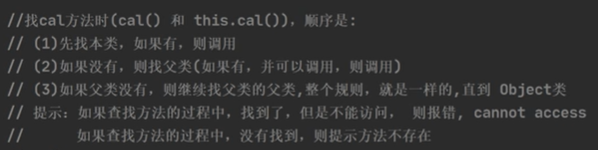 //找cal方法时(cal() 和 this.cal())，顺序是:
// (1)先找本类，如果有，则调用
// (2)如果没有，则找父类(如果有，并可以调用，则调用)
// (3)如果父类没有，则继续找父类的父类,整个规则，就是一样的,直到 Object类
// 提示：如果查找方法的过程中，找到了，但是不能访问， 则报错, cannot access
// 如果查找方法的过程中，没有找到，则提示方法不存在